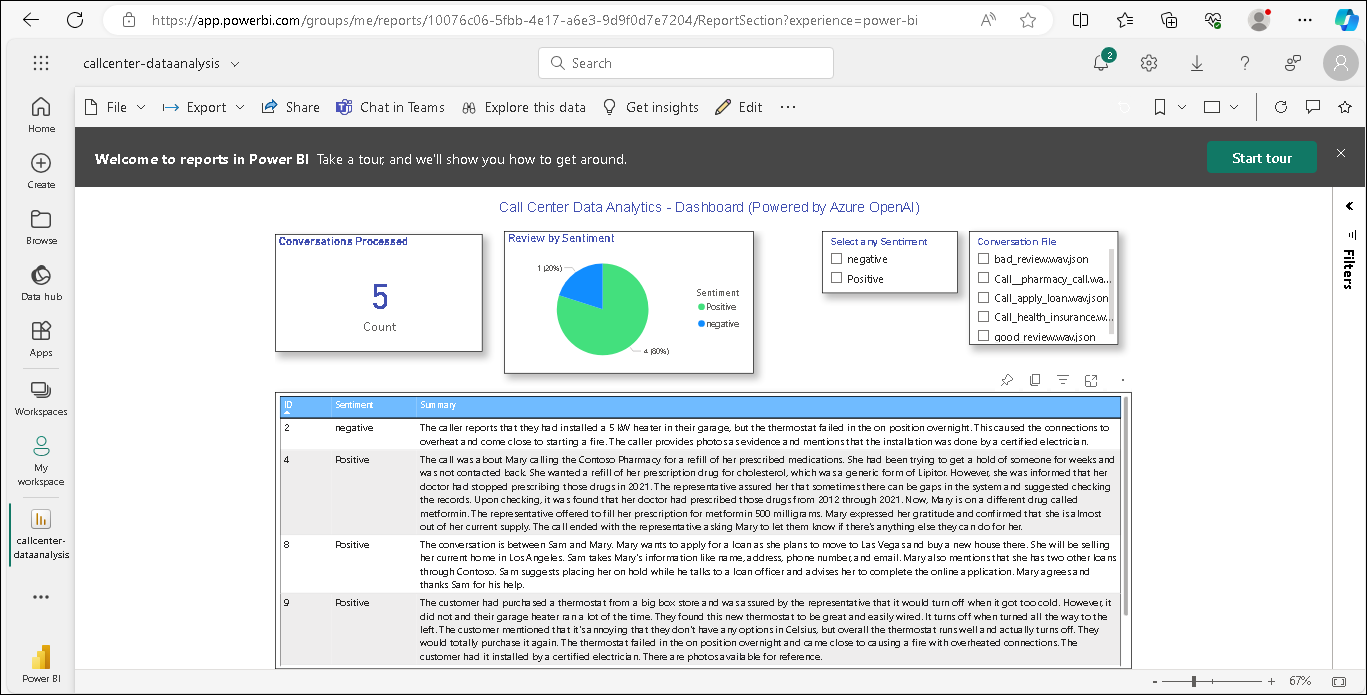 https://app.powerbi.com/groups/me/reports/10076c06-5fbb-4e17-a6e3-9d9f0d7e7204/ReportSection?experience=power-bi
callcenter-dataanalysis
Search
2
File
Export
Share
Chat in Teams
Explore this data
Get insights
Edit
Home
Create
Browse
Data hub
Apps
Workspaces
My
workspace
callcenter-
dataanalysis
Power BI
Welcome to reports in Power BI Take a tour, and we'll show you how to get around.
Start tour
Call Center Data Analytics - Dashboard (Powered by Azure OpenAI)
Conversations Processed
5
Count
Review by Sentiment
1 (20%)
4 (80%)
Sentiment
Positive
negative
Select any Sentiment
negative
Positive
Conversation File
bad_review.wav.json
Call__pharmacy_call.wa...
Call_apply_loan.wav.json
Call_health_insurance.w...
good_review.wav.json
Filters
ID Sentiment Summary
2 negative The caller reports that they had installed a 5 kW heater in their garage, but the thermostat failed in the on position overnight. This caused the connections to
overheat and come close to starting a fire. The caller provides photos as evidence and mentions that the installation was done by a certified electrician.
4 Positive The call was about Mary calling the Contoso Pharmacy for a refill of her prescribed medications. She had been trying to get a hold of someone for weeks and
was not contacted back. She wanted a refill of her prescription drug for cholesterol, which was a generic form of Lipitor. However, she was informed that her
doctor had stopped prescribing those drugs in 2021. The representative assured her that sometimes there can be gaps in the system and suggested checking
the records. Upon checking, it was found that her doctor had prescribed those drugs from 2012 through 2021. Now, Mary is on a different drug called
metformin. The representative offered to fill her prescription for metformin 500 milligrams. Mary expressed her gratitude and confirmed that she is almost
out of her current supply. The call ended with the representative asking Mary to let them know if there's anything else they can do for her.
8 Positive The conversation is between Sam and Mary. Mary wants to apply for a loan as she plans to move to Las Vegas and buy a new house there. She will be selling
her current home in Los Angeles. Sam takes Mary's information like name, address, phone number, and email. Mary also mentions that she has two other loans
through Contoso. Sam suggests placing her on hold while he talks to a loan officer and advises her to complete the online application. Mary agrees and
thanks Sam for his help.
9 Positive The customer had purchased a thermostat from a big box store and was assured by the representative that it would turn off when it got too cold. However, it
did not and their garage heater ran a lot of the time. They found this new thermostat to be great and easily wired. It turns off when turned all the way to the
left. The customer mentioned that it's annoying that they don't have any options in Celsius, but overall the thermostat runs well and actually turns off. They
would totally purchase it again. The thermostat failed in the on position overnight and came close to causing a fire with overheated connections. The
customer had it installed by a certified electrician. There are photos available for reference.
67%